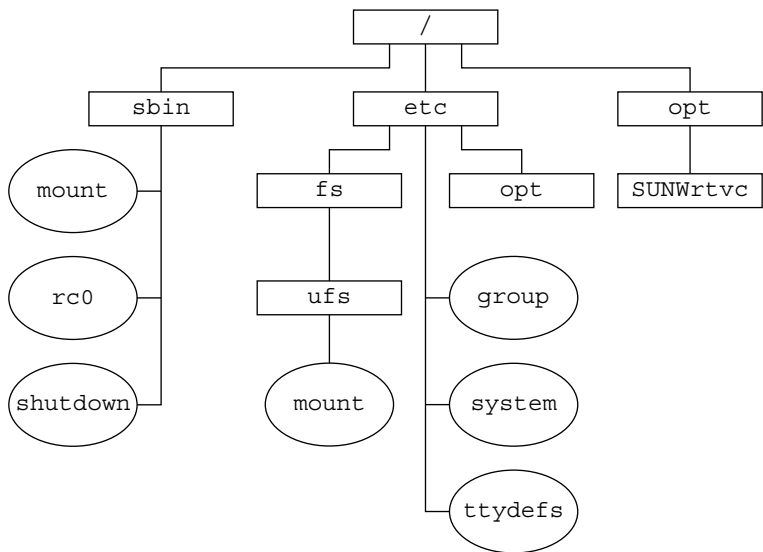 /
sbin
etc
opt
mount
fs
opt
SUNWrtvc
rc0
ufs
group
shutdown
mount
system
ttydefs